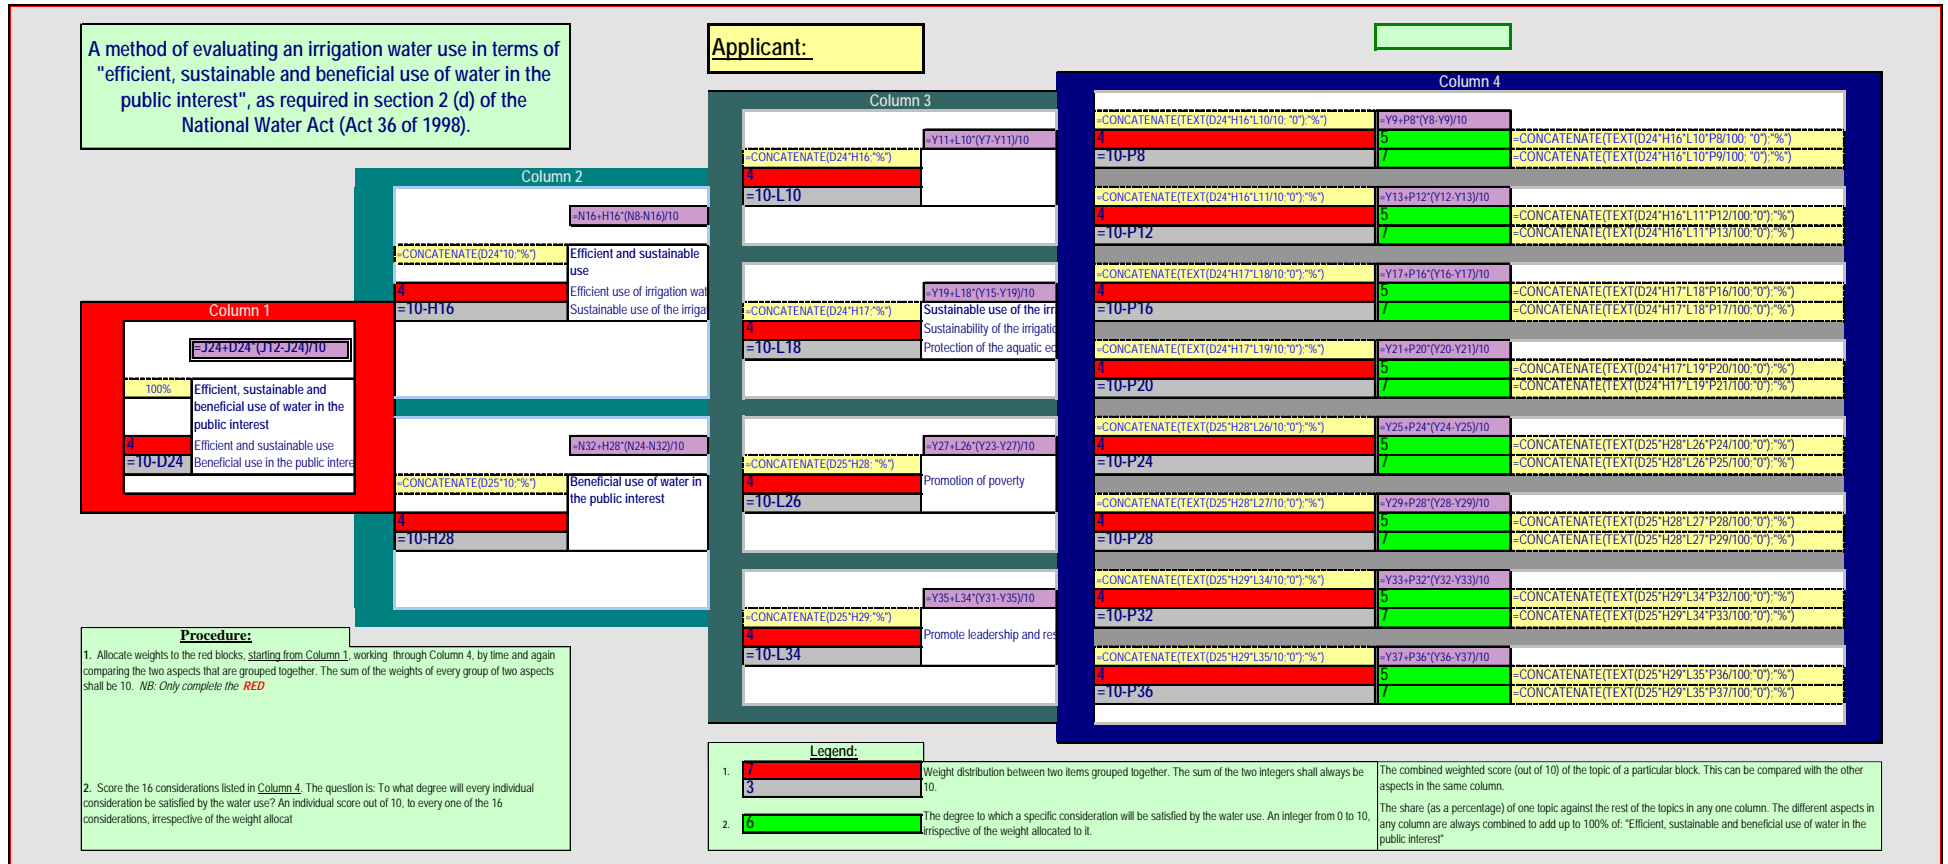 A method of evaluating an irrigation water use in terms of
"efficient, sustainable and beneficial use of water in the
public interest", as required in section 2 (d) of the
National Water Act (Act 36 of 1998).
Applicant:
Column 1
=J24+D24*(J12-J24)/10
100%
Efficient, sustainable and
beneficial use of water in the
public interest
4
Efficient and sustainable use
=10-D24
Beneficial use in the public intere
Column 2
=N16+H16*(N8-N16)/10
=CONCATENATE(D24*10;"%")
Efficient and sustainable
use
4
Efficient use of irrigation wat
=10-H16
Sustainable use of the irriga
=N32+H28*(N24-N32)/10
=CONCATENATE(D25*10;"%")
Beneficial use of water in
the public interest
4
=10-H28
Column 3
=Y11+L10*(Y7-Y11)/10
=CONCATENATE(D24*H16;"%")
4
=10-L10
=Y19+L18*(Y15-Y19)/10
=CONCATENATE(D24*H17;"%")
Sustainable use of the irr
4
Sustainability of the irrigatio
=10-L18
Protection of the aquatic ec
=Y27+L26*(Y23-Y27)/10
=CONCATENATE(D25*H28; "%")
4
Promotion of poverty
=10-L26
=Y35+L34*(Y31-Y35)/10
=CONCATENATE(D25*H29;"%")
4
Promote leadership and res
=10-L34
Column 4
=CONCATENATE(TEXT(D24*H16*L10/10; "0");"%")
=Y9+P8*(Y8-Y9)/10
4
5
=CONCATENATE(TEXT(D24*H16*L10*P8/100; "0");"%")
=10-P8
7
=CONCATENATE(TEXT(D24*H16*L10*P9/100; "0");"%")
=CONCATENATE(TEXT(D24*H16*L11/10;"0");"%")
=Y13+P12*(Y12-Y13)/10
4
5
=CONCATENATE(TEXT(D24*H16*L11*P12/100;"0");"%")
=10-P12
7
=CONCATENATE(TEXT(D24*H16*L11*P13/100;"0");"%")
=CONCATENATE(TEXT(D24*H17*L18/10;"0");"%")
=Y17+P16*(Y16-Y17)/10
4
5
=CONCATENATE(TEXT(D24*H17*L18*P16/100;"0");"%")
=10-P16
7
=CONCATENATE(TEXT(D24*H17*L18*P17/100;"0");"%")
=CONCATENATE(TEXT(D24*H17*L19/10;"0");"%")
=Y21+P20*(Y20-Y21)/10
4
5
=CONCATENATE(TEXT(D24*H17*L19*P20/100;"0");"%")
=10-P20
7
=CONCATENATE(TEXT(D24*H17*L19*P21/100;"0");"%")
=CONCATENATE(TEXT(D25*H28*L26/10;"0");"%")
=Y25+P24*(Y24-Y25)/10
4
5
=CONCATENATE(TEXT(D25*H28*L26*P24/100;"0");"%")
=10-P24
7
=CONCATENATE(TEXT(D25*H28*L26*P25/100;"0");"%")
=CONCATENATE(TEXT(D25*H28*L27/10;"0");"%")
=Y29+P28*(Y28-Y29)/10
4
5
=CONCATENATE(TEXT(D25*H28*L27*P28/100;"0");"%")
=10-P28
7
=CONCATENATE(TEXT(D25*H28*L27*P29/100;"0");"%")
=CONCATENATE(TEXT(D25*H29*L34/10;"0");"%")
=Y33+P32*(Y32-Y33)/10
4
5
=CONCATENATE(TEXT(D25*H29*L34*P32/100;"0");"%")
=10-P32
7
=CONCATENATE(TEXT(D25*H29*L34*P33/100;"0");"%")
=CONCATENATE(TEXT(D25*H29*L35/10;"0");"%")
=Y37+P36*(Y36-Y37)/10
4
5
=CONCATENATE(TEXT(D25*H29*L35*P36/100;"0");"%")
=10-P36
7
=CONCATENATE(TEXT(D25*H29*L35*P37/100;"0");"%")
Procedure:
1. Allocate weights to the red blocks, starting from Column 1, working through Column 4, by time and again
comparing the two aspects that are grouped together. The sum of the weights of every group of two aspects
shall be 10. NB: Only complete the RED
2. Score the 16 considerations listed in Column 4. The question is: To what degree will every individual
consideration be satisfied by the water use? An individual score out of 10, to every one of the 16
considerations, irrespective of the weight allocat
Legend:
1.
7
3
Weight distribution between two items grouped together. The sum of the two integers shall always be
10.
2.
6
The degree to which a specific consideration will be satisfied by the water use. An integer from 0 to 10,
irrispective of the weight allocated to it.
The combined weighted score (out of 10) of the topic of a particular block. This can be compared with the other
aspects in the same column.
The share (as a percentage) of one topic against the rest of the topics in any one column. The different aspects in
any column are always combined to add up to 100% of: "Efficient, sustainable and beneficial use of water in the
public interest"